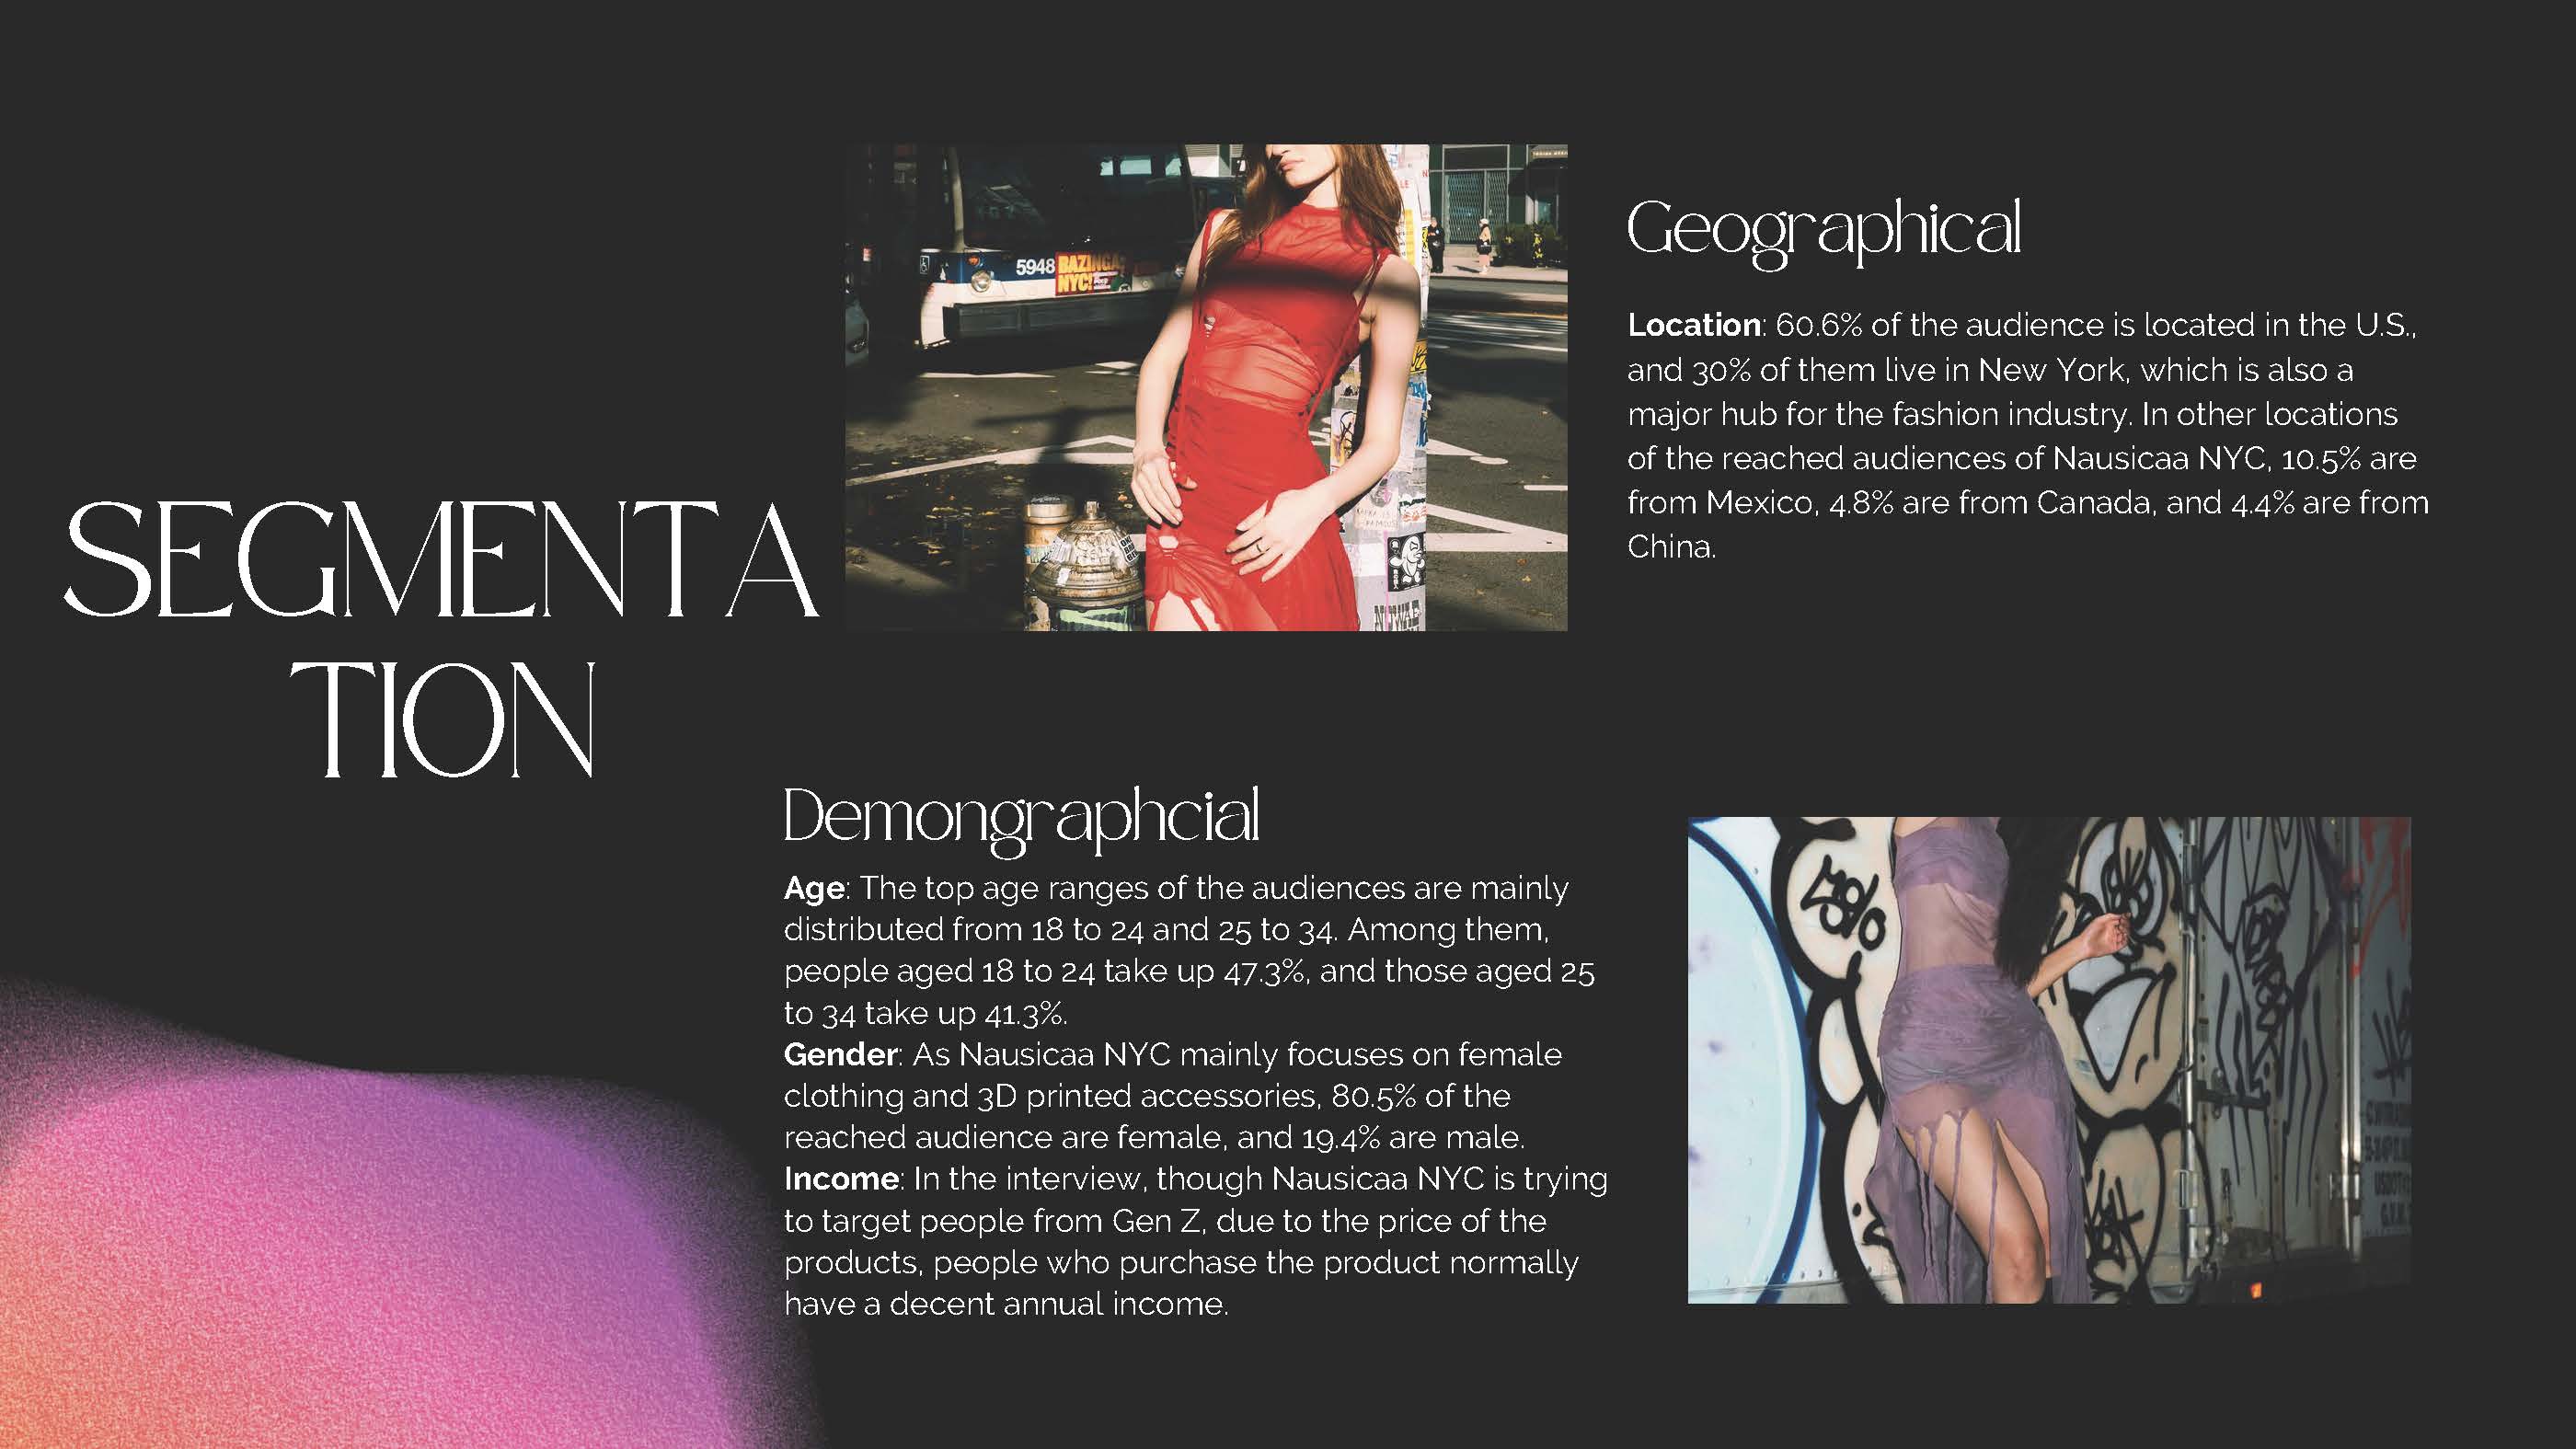 SEGMENTA
TION
5948
BAZINGA
NYC!
Geographical
Location: 60.6% of the audience is located in the U.S.,
and 30% of them live in New York, which is also a
major hub for the fashion industry. In other locations
of the reached audiences of Nausicaa NYC, 10.5% are
from Mexico, 4.8% are from Canada, and 4.4% are from
China.
Demongraphcial
Age: The top age ranges of the audiences are mainly
distributed from 18 to 24 and 25 to 34. Among them,
people aged 18 to 24 take up 47.3%, and those aged 25
to 34 take up 41.3%.
Gender: As Nausicaa NYC mainly focuses on female
clothing and 3D printed accessories, 80.5% of the
reached audience are female, and 19.4% are male.
Income: In the interview, though Nausicaa NYC is trying
to target people from Gen Z, due to the price of the
products, people who purchase the product normally
have a decent annual income.